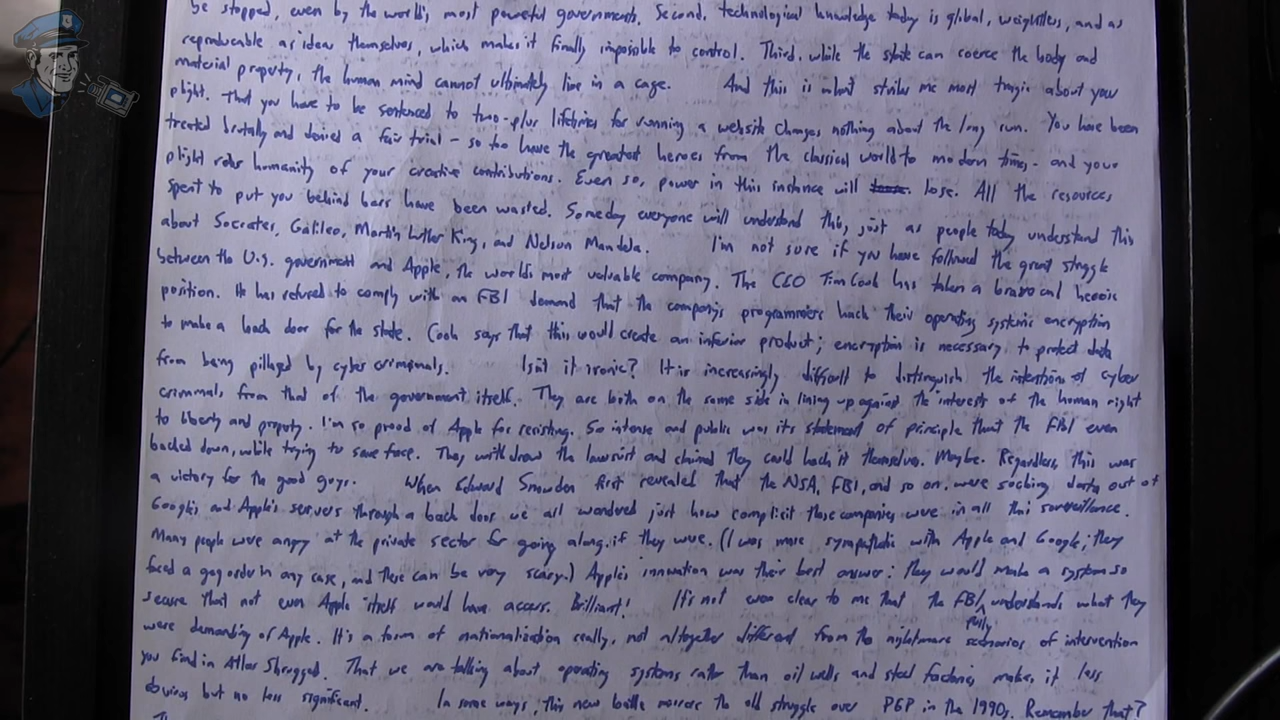 be stopped, even by the world's most powerful governments. Second, technological knowledge today is global, weightless, and as
reproducable as ideas themselves, which makes it finally impossible to control. Third, while the state can coerce the body and
material property, the human mind cannot ultimately live in a cage. And this is what strikes me most tragic about your
plight. That you have to be sentenced to two-plus lifetimes for running a website changes nothing about the long run. You have been
treated brutally and denied a fair trial – so too have the greatest heroes from the classical world to modern times – and your
plight robs humanity of your creative contributions. Even so, power in this instance will lose. All the resources
spent to put you behind bars have been wasted. Someday everyone will understand this, just as people today understand this
about Socrates, Galileo, Martin Luther King, and Nelson Mandela. I'm not sure if you have followed the great struggle
between the U.S. government and Apple, the world's most valuable company. The CEO Tim Cook has taken a brave and heroic
position. He has refused to comply with an FBI demand that the company's programmers hack their operating systems encryption
to make a back door for the state. Cook says that this would create an inferior product; encryption is necessary to protect data
from being pillaged by cyber criminals. Isn't it ironic? It is increasingly difficult to distinguish the intentions of cyber
criminals from that of the government itself. They are both on the same side in lining up against the interests of the human right
to liberty and property. I'm so proud of Apple for resisting. So intense and public was its statement of principle that the FBI even
backed down, while trying to save face. They withdrew the lawsuit and claimed they could hack it themselves. Maybe. Regardless, this was
a victory for the good guys. When Edward Snowden first revealed that the NSA, FBI, and so on were sucking data out of
Google's and Apple's servers through a back door we all wondered just how complicit those companies were in all this surveillance.
Many people were angry at the private sector for going along, if they were. (I was more sympathetic with Apple and Google; they
faced a gag order in any case, and these can be very scary.) Apple's innovation was their best answer: they would make a system so
secure that not even Apple itself would have access. Brilliant! It's not even clear to me that the FBI fully understands what they
were demanding of Apple. It's a form of nationalization really, not altogether different from the nightmare scenarios of intervention
you find in Atlas Shrugged. That we are talking about operating systems rather than oil wells and steel factories makes it less
obvious but no less significant. In some ways, this new battle mirrors the old struggle over PGP in the 1990s. Remember that?